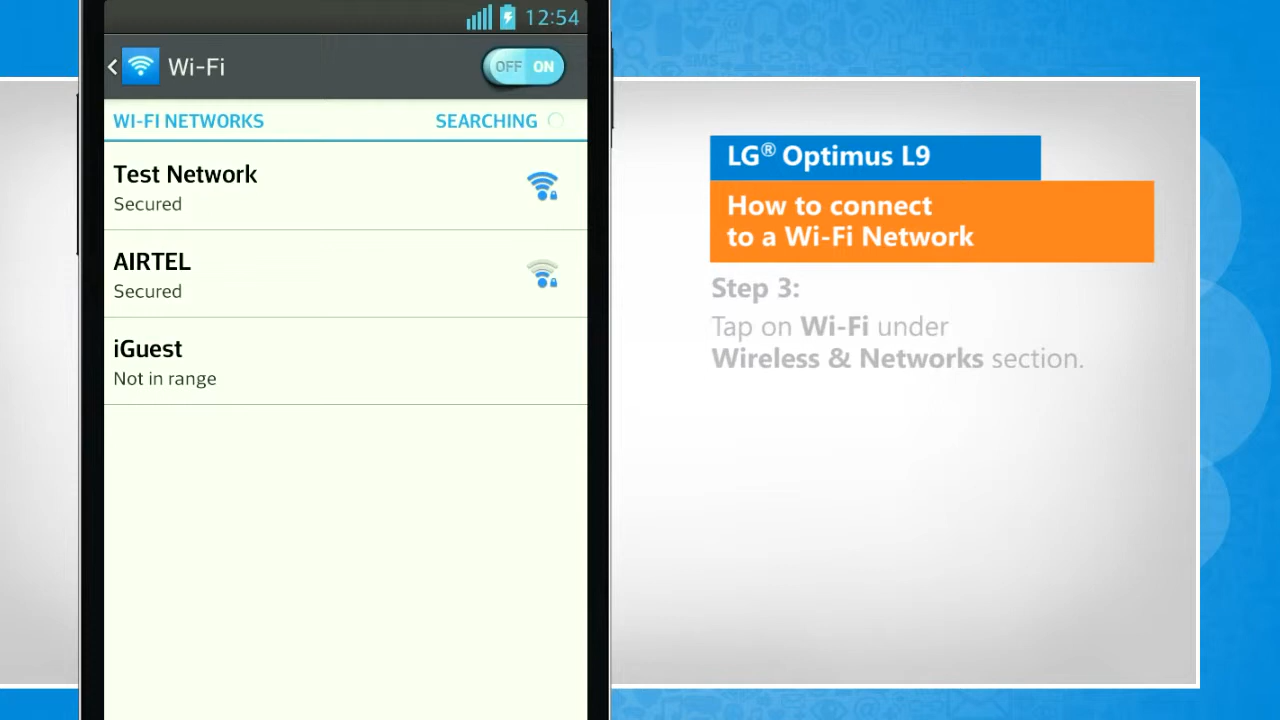 12:54
Wi-Fi
OFF ON
WI-FI NETWORKS SEARCHING
Test Network
Secured
AIRTEL
Secured
iGuest
Not in range
LG® Optimus L9
How to connect
to a Wi-Fi Network
Step 3:
Tap on Wi-Fi under
Wireless & Networks section.
SMS